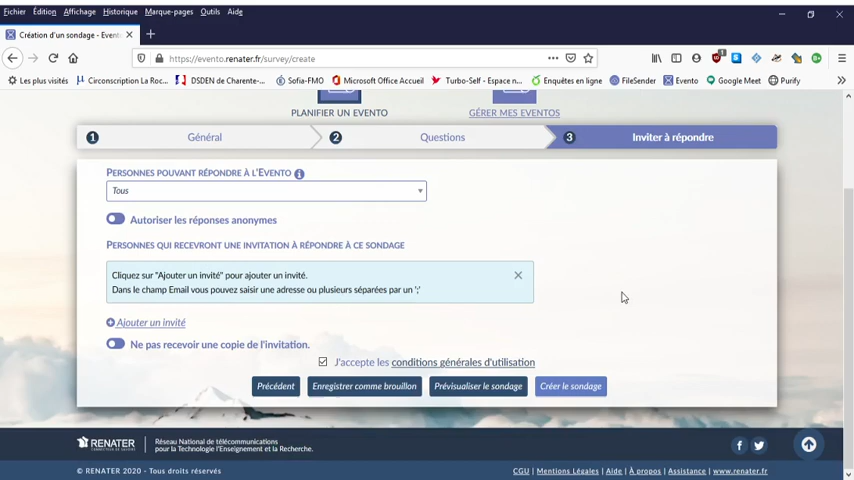 Fichier Édition Affichage Historique Marque-pages Outils Aide
Création d'un sondage - Evento
https://evento.renater.fr/survey/create
Les plus visités Circonscription La Roc... DSDEN de Charente-... Sofia-FMO Microsoft Office Accueil Turbo-Self - Espace n... Enquêtes en ligne FileSender Evento Google Meet Purify
PLANIFIER UN EVENTO GÉRER MES EVENTOS
1 Général 2 Questions 3 Inviter à répondre
PERSONNES POUVANT RÉPONDRE À L'EVENTO
Tous
Autoriser les réponses anonymes
PERSONNES QUI RECEVRONT UNE INVITATION À RÉPONDRE À CE SONDAGE
Cliquez sur "Ajouter un invité" pour ajouter un invité.
Dans le champ Email vous pouvez saisir une adresse ou plusieurs séparées par un ';'
Ajouter un invité
Ne pas recevoir une copie de l'invitation.
J'accepte les conditions générales d'utilisation
Précédent Enregistrer comme brouillon Prévisualiser le sondage Créer le sondage
RENATER Réseau National de télécommunications
pour la Technologie l'Enseignement et la Recherche.
© RENATER 2020 - Tous droits réservés
CGU | Mentions Légales | Aide | À propos | Assistance | www.renater.fr